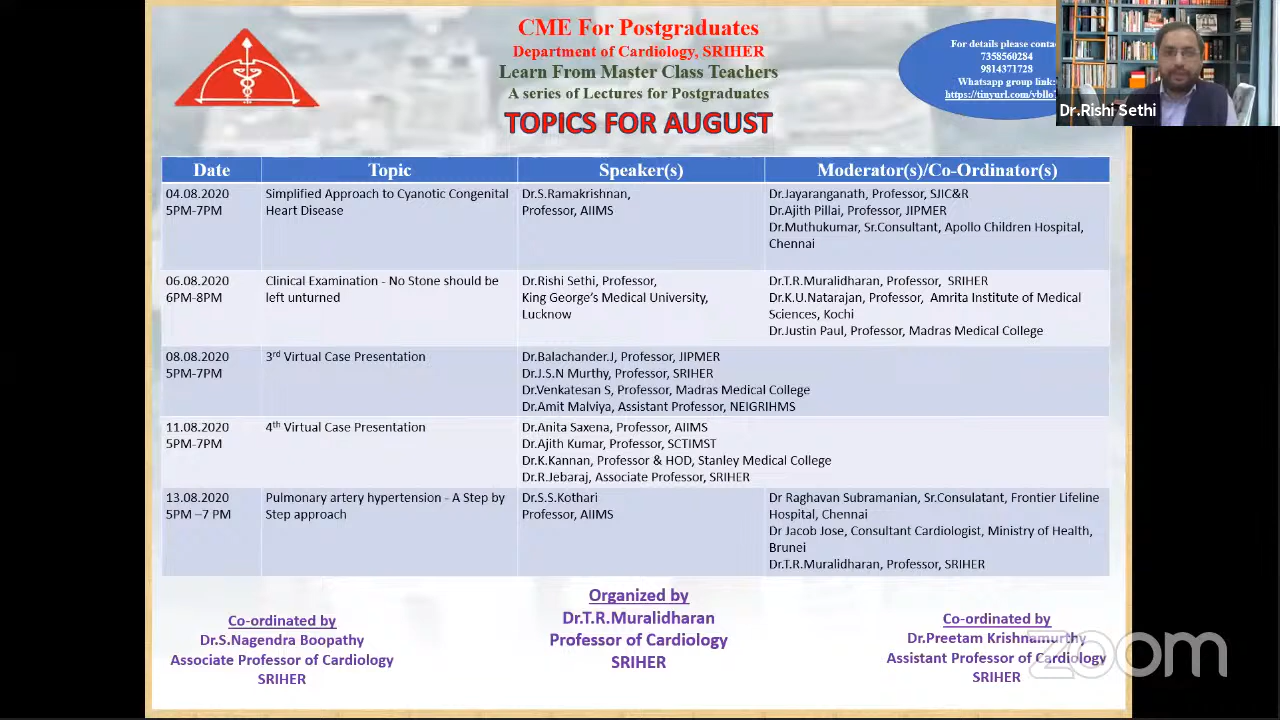 CME For Postgraduates
Department of Cardiology, SRIHER
Learn From Master Class Teachers
A series of Lectures for Postgraduates
TOPICS FOR AUGUST
For details please
7358560284
9814371728
Whatsapp group link:
Dr.Rishi Sethi
Date Topic Speaker(s) Moderator(s)/Co-Ordinator(s)
04.08.2020
5PM-7PM
Simplified Approach to Cyanotic Congenital
Heart Disease
Dr.S.Ramakrishnan,
Professor, AIIMS
Dr.Jayaranganath, Professor, SJIC&R
Dr.Ajith Pillai, Professor, JIPMER
Dr.Muthukumar, Sr.Consultant, Apollo Children Hospital,
Chennai
06.08.2020
6PM-8PM
Clinical Examination - No Stone should be
left unturned
Dr.Rishi Sethi, Professor,
King George's Medical University,
Lucknow
Dr.T.R.Muralidharan, Professor, SRIHER
Dr.K.U.Natarajan, Professor, Amrita Institute of Medical
Sciences, Kochi
Dr.Justin Paul, Professor, Madras Medical College
08.08.2020
5PM-7PM
3rd Virtual Case Presentation
Dr.Balachander.J, Professor, JIPMER
Dr.J.S.N Murthy, Professor, SRIHER
Dr.Venkatesan S, Professor, Madras Medical College
Dr.Amit Malviya, Assistant Professor, NEIGRIHMS
11.08.2020
5PM-7PM
4th Virtual Case Presentation
Dr.Anita Saxena, Professor, AIIMS
Dr.Ajith Kumar, Professor, SCTIMST
Dr.K.Kannan, Professor & HOD, Stanley Medical College
Dr.R.Jebaraj, Associate Professor, SRIHER
13.08.2020
5PM –7 PM
Pulmonary artery hypertension - A Step by
Step approach
Dr.S.S.Kothari
Professor, AIIMS
Dr Raghavan Subramanian, Sr.Consulatant, Frontier Lifeline
Hospital, Chennai
Dr Jacob Jose, Consultant Cardiologist, Ministry of Health,
Brunei
Dr.T.R.Muralidharan, Professor, SRIHER
Co-ordinated by
Dr.S.Nagendra Boopathy
Associate Professor of Cardiology
SRIHER
Organized by
Dr.T.R.Muralidharan
Professor of Cardiology
SRIHER
Co-ordinated by
Dr.Preetam Krishnamurthy
Assistant Professor of Cardiology
SRIHER
zoom